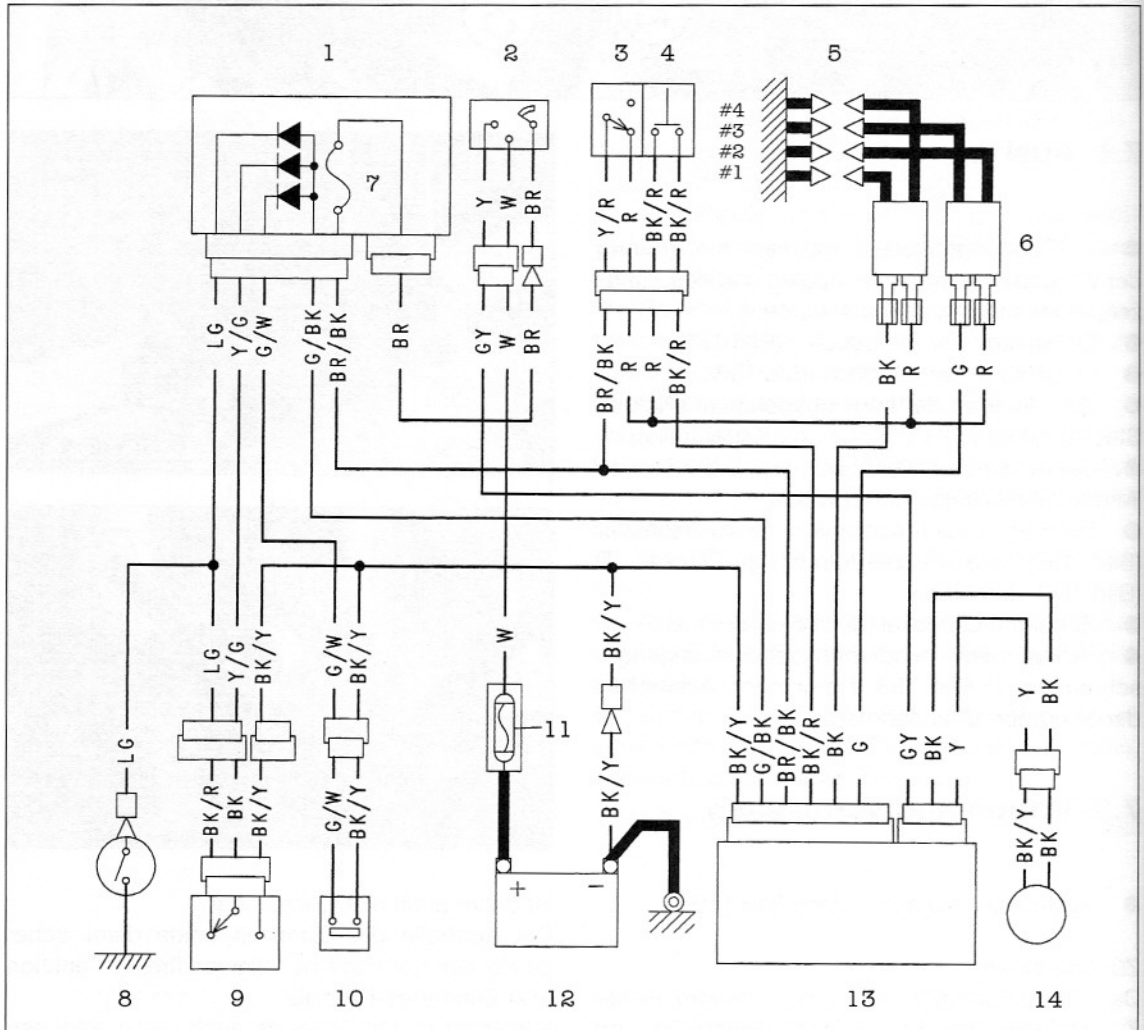 1 2 3 4 5
#4
#3
#2
#1
7
6
Y W BR
Y/R R BK/R BK/R
LG Y/G G/W G/BK BR/BK BR
GY W BR
BR/BK R R BK/R
BK R G R
LG Y/G BK/Y
G/W BK/Y
W
BK/Y
11
LG
BK/R BK BK/Y
G/W BK/Y
BK/Y
BK/Y G/BK BR/BK BK/R BK G GY BK Y
Y BK
BK/Y BK
+ −
8 9 10 12 13 14